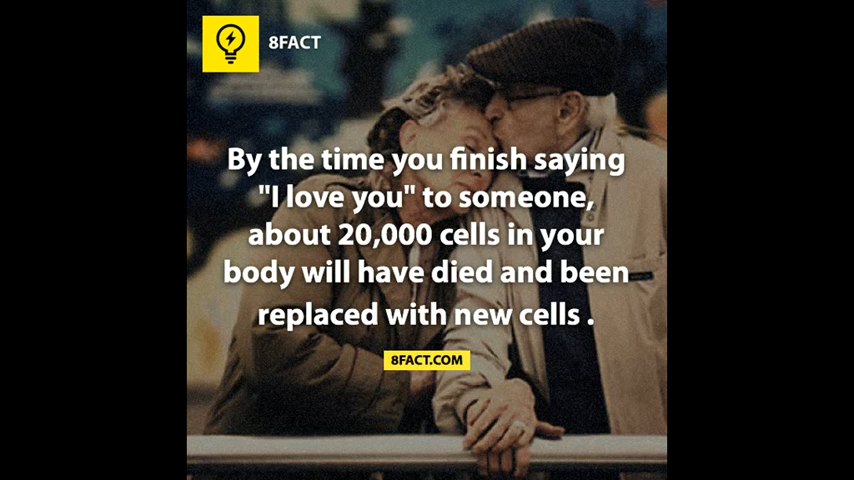 8FACT
By the time you finish saying
"I love you" to someone,
about 20,000 cells in your
body will have died and been
replaced with new cells .
8FACT.COM